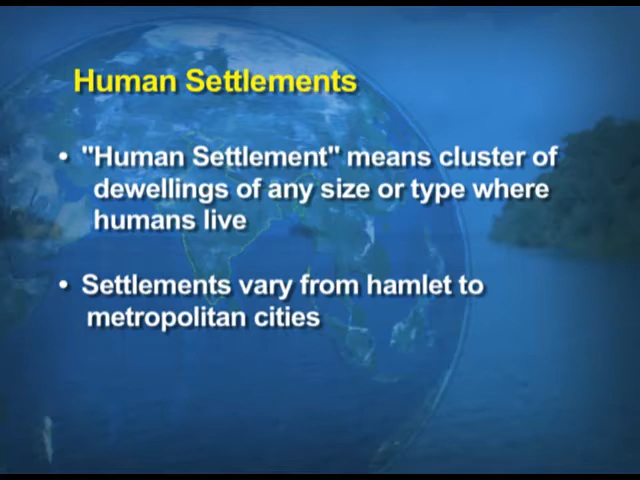 Human Settlements
• "Human Settlement" means cluster of
dewellings of any size or type where
humans live
• Settlements vary from hamlet to
metropolitan cities